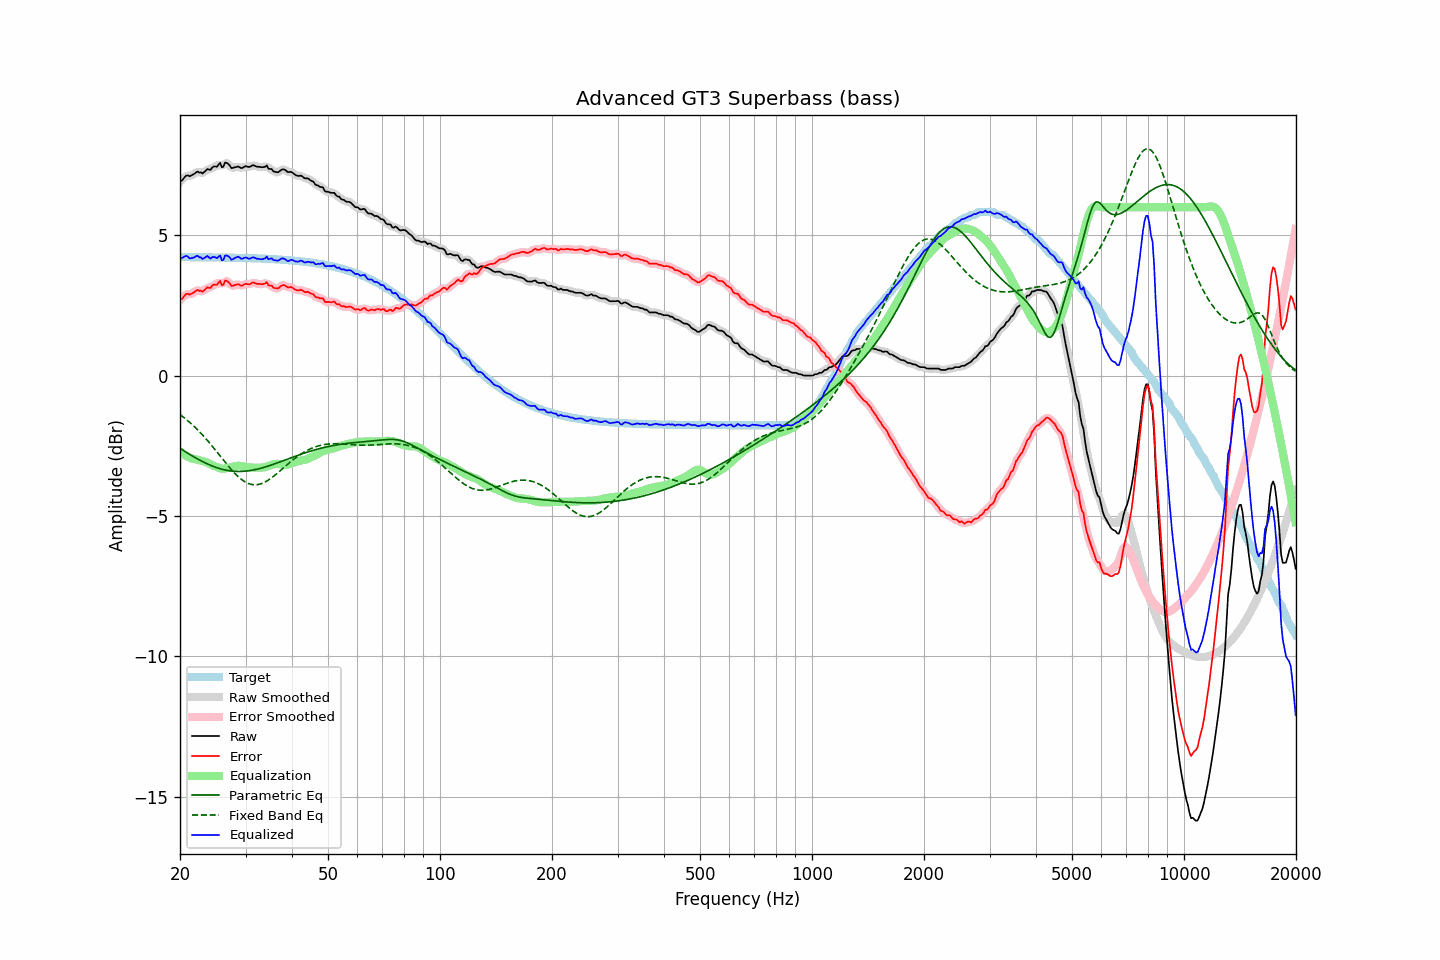 Advanced GT3 Superbass (bass)
Amplitude (dBr)
5
0
−5
−10
−15
Target
Raw Smoothed
Error Smoothed
Raw
Error
Equalization
Parametric Eq
Fixed Band Eq
Equalized
20 50 100 200 500 1000 2000 5000 10000 20000
Frequency (Hz)